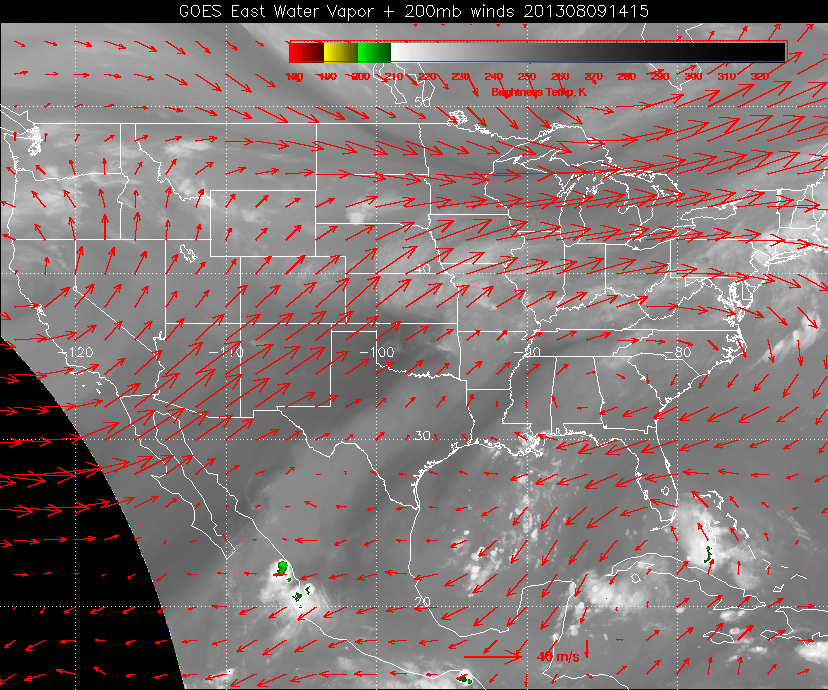 GOES East Water Vapor + 200mb winds 201308091415
180 190 200 210 220 230 240 250 260 270 280 290 300 310 320
Brightness Temp, K
50
40
-120 -110 -100 -90 -80
30
20
40 m/s